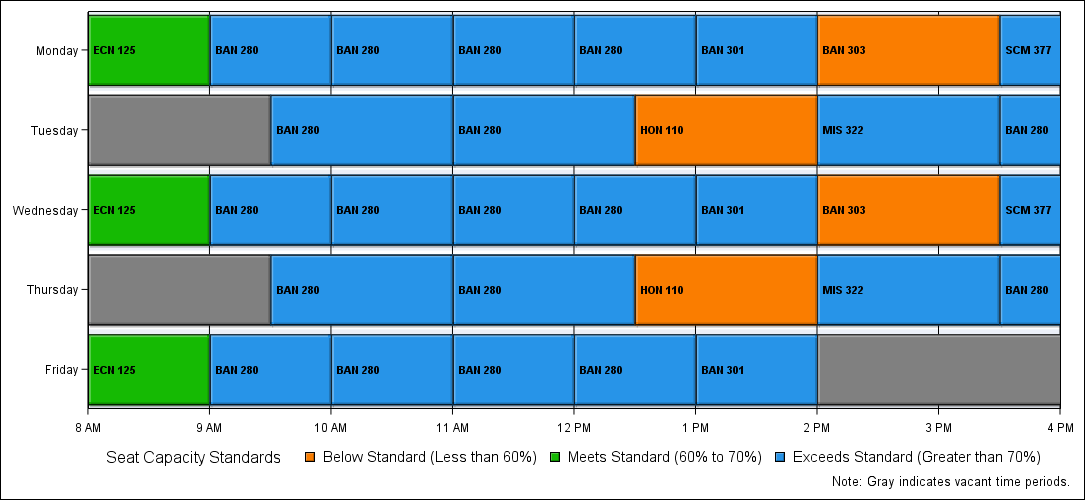 Monday ECN 125 BAN 280 BAN 280 BAN 280 BAN 280 BAN 301 BAN 303 SCM 377
Tuesday BAN 280 BAN 280 HON 110 MIS 322 BAN 280
Wednesday ECN 125 BAN 280 BAN 280 BAN 280 BAN 280 BAN 301 BAN 303 SCM 377
Thursday BAN 280 BAN 280 HON 110 MIS 322 BAN 280
Friday ECN 125 BAN 280 BAN 280 BAN 280 BAN 280 BAN 301
8 AM 9 AM 10 AM 11 AM 12 PM 1 PM 2 PM 3 PM 4 PM
Seat Capacity Standards Below Standard (Less than 60%) Meets Standard (60% to 70%) Exceeds Standard (Greater than 70%)
Note: Gray indicates vacant time periods.